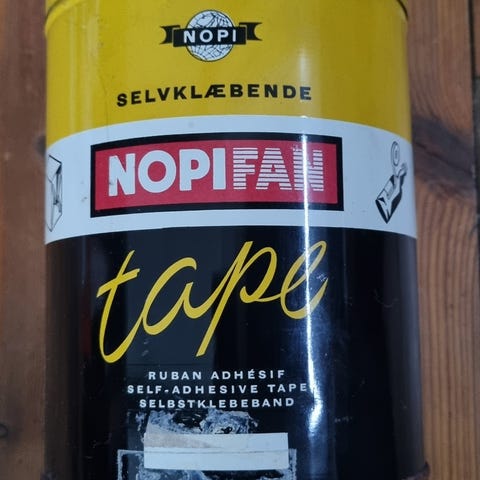 NOPI
SELVKLÆBENDE
NOPIFAN
tape
RUBAN ADHÉSIF
SELF-ADHESIVE TAPE
SELBSTKLEBEBAND